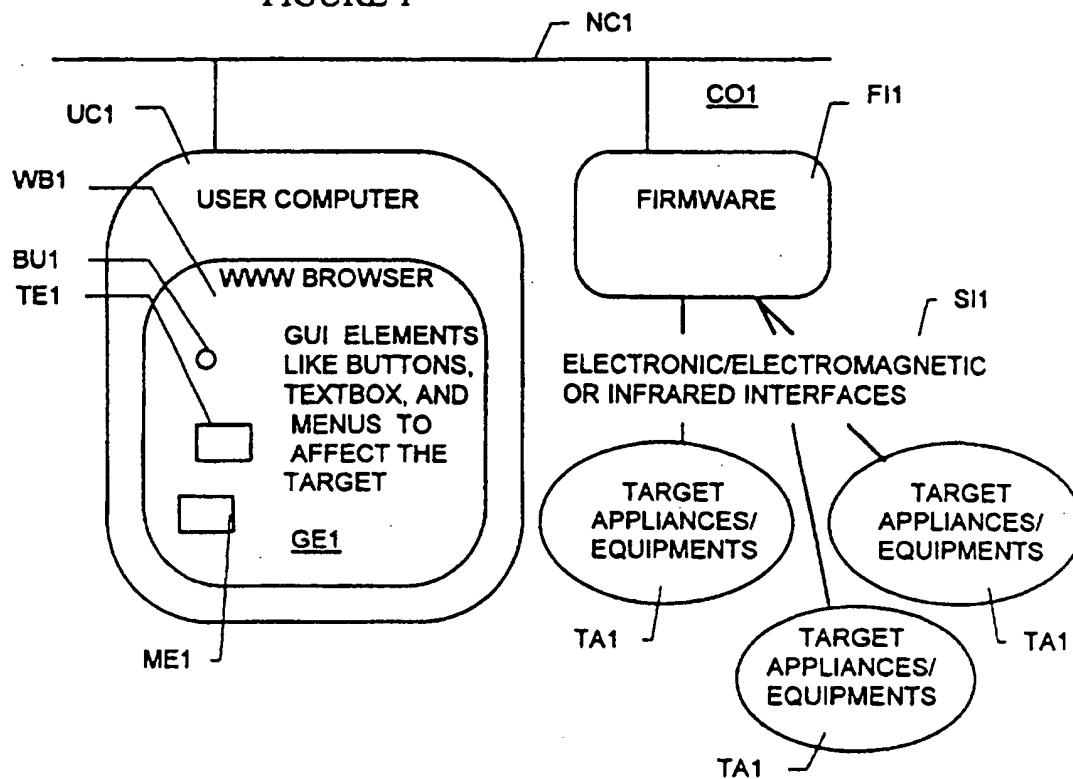 FIGURE 1
NC1
CO1
FI1
UC1
WB1
USER COMPUTER
FIRMWARE
BU1
WWW BROWSER
TE1
SI1
GUI ELEMENTS
LIKE BUTTONS,
TEXTBOX, AND
MENUS TO
AFFECT THE
TARGET
ELECTRONIC/ELECTROMAGNETIC
OR INFRARED INTERFACES
GE1
TARGET
APPLIANCES/
EQUIPMENTS
TARGET
APPLIANCES/
EQUIPMENTS
ME1
TA1
TA1
TARGET
APPLIANCES/
EQUIPMENTS
TA1